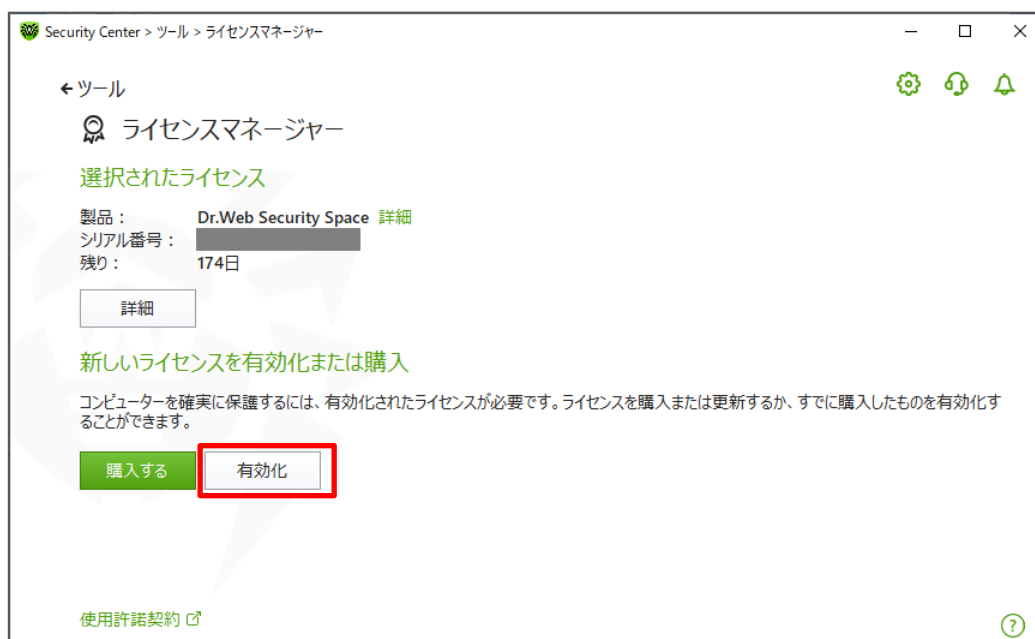 Security Center > ツール > ライセンスマネージャー
ツール
ライセンスマネージャー
選択されたライセンス
製品： Dr.Web Security Space 詳細
シリアル番号：
残り： 174日
詳細
新しいライセンスを有効化または購入
コンピューターを確実に保護するには、有効化されたライセンスが必要です。ライセンスを購入または更新するか、すでに購入したものを有効化す
ることができます。
購入する 有効化
使用許諾契約
?